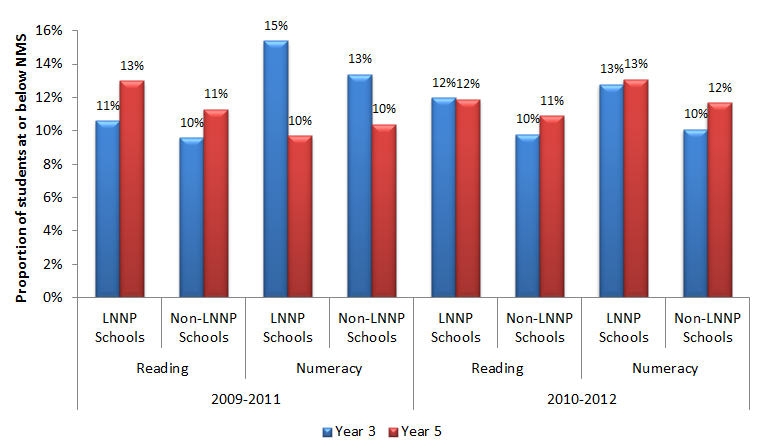 Proportion of students at or below NMS
16%
14%
12%
10%
8%
6%
4%
2%
0%
11%
13%
10%
11%
15%
10%
13%
10%
12%
12%
10%
11%
13%
13%
10%
12%
LNNP Schools
Non-LNNP Schools
LNNP Schools
Non-LNNP Schools
LNNP Schools
Non-LNNP Schools
LNNP Schools
Non-LNNP Schools
Reading
Numeracy
Reading
Numeracy
2009-2011
2010-2012
Year 3
Year 5